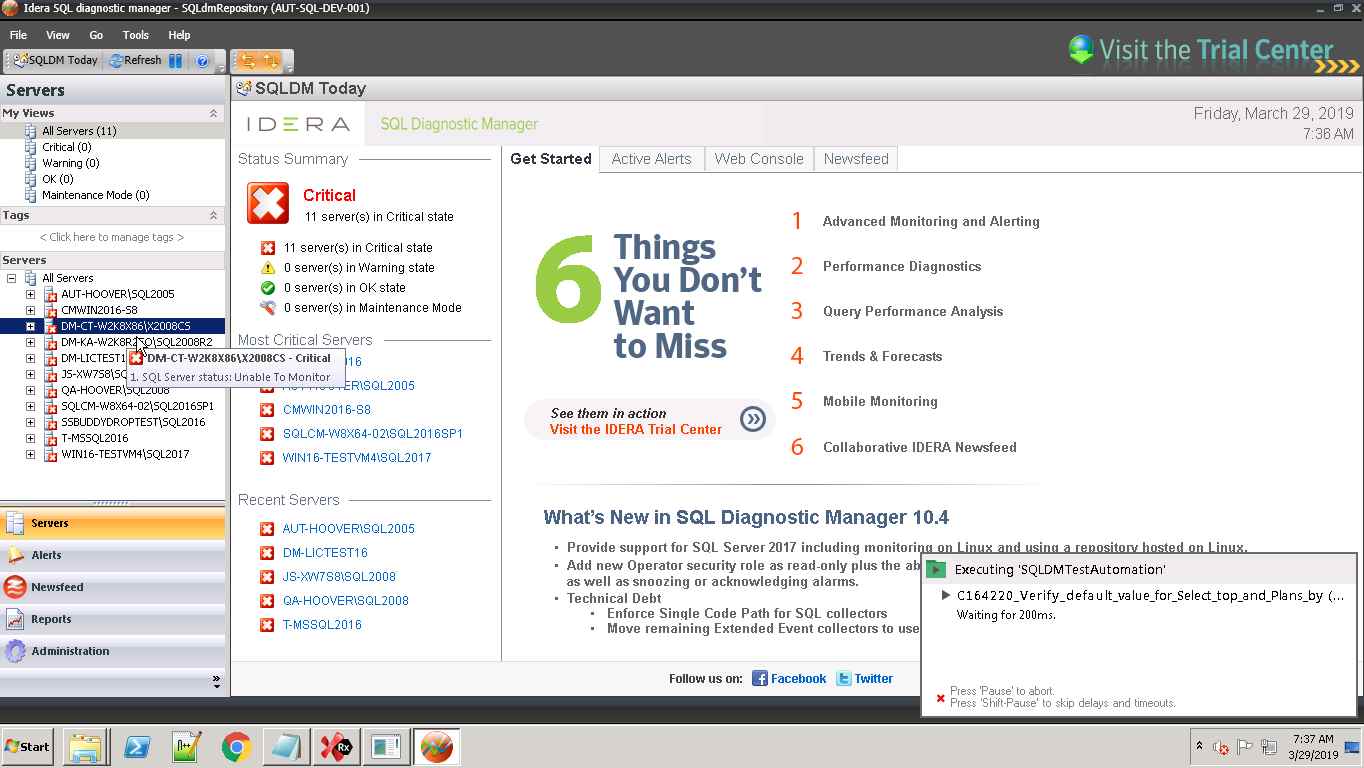 Idera SQL diagnostic manager - SQLdmRepository (AUT-SQL-DEV-001)
File View Go Tools Help
SQLDM Today Refresh
Visit the Trial Center
Servers
My Views
All Servers (11)
Critical (0)
Warning (0)
OK (0)
Maintenance Mode (0)
Tags
< Click here to manage tags >
Servers
All Servers
AUT-HOOVER\SQL2005
CMWIN2016-S8
DM-CT-W2K8X86\X2008CS
DM-KA-W2K8R2SQ\SQL2008R2
DM-LICTEST1
JS-XW7S8\SQ
QA-HOOVER\SQL2008
SQLCM-W8X64-02\SQL2016SP1
SSBUDDYDROPTEST\SQL2016
T-MSSQL2016
WIN16-TESTVM4\SQL2017
DM-CT-W2K8X86\X2008CS - Critical
1. SQL Server status: Unable To Monitor
Servers
Alerts
Newsfeed
Reports
Administration
SQLDM Today
IDERA SQL Diagnostic Manager
Friday, March 29, 2019
7:36 AM
Status Summary
Critical
11 server(s) in Critical state
11 server(s) in Critical state
0 server(s) in Warning state
0 server(s) in OK state
0 server(s) in Maintenance Mode
Most Critical Servers
16
AUT-HOOVER\SQL2005
CMWIN2016-S8
SQLCM-W8X64-02\SQL2016SP1
WIN16-TESTVM4\SQL2017
Recent Servers
AUT-HOOVER\SQL2005
DM-LICTEST16
JS-XW7S8\SQL2008
QA-HOOVER\SQL2008
T-MSSQL2016
Get Started Active Alerts Web Console Newsfeed
6 Things
You Don't
Want
to Miss
See them in action
Visit the IDERA Trial Center
1 Advanced Monitoring and Alerting
2 Performance Diagnostics
3 Query Performance Analysis
4 Trends & Forecasts
5 Mobile Monitoring
6 Collaborative IDERA Newsfeed
What's New in SQL Diagnostic Manager 10.4
• Provide support for SQL Server 2017 including monitoring on Linux and using a repository hosted on Linux.
• Add new Operator security role as read-only plus the ab
as well as snoozing or acknowledging alarms.
• Technical Debt
• Enforce Single Code Path for SQL collectors
• Move remaining Extended Event collectors to use
Follow us on: Facebook Twitter
Executing 'SQLDMTestAutomation'
C164220_Verify_default_value_for_Select_top_and_Plans_by (...
Waiting for 200ms.
Press 'Pause' to abort.
Press 'Shift-Pause' to skip delays and timeouts.
Start
Rx
7:37 AM
3/29/2019